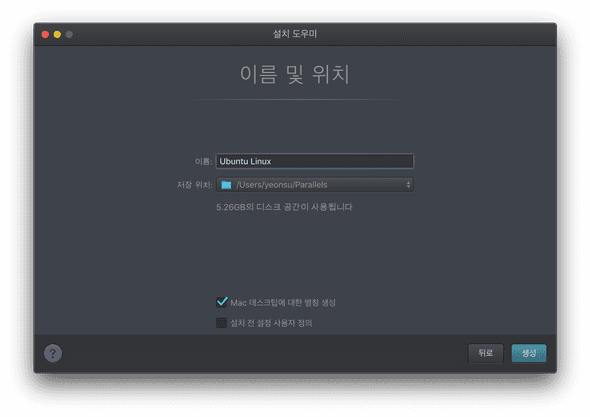 설치 도우미
이름 및 위치
이름: Ubuntu Linux
저장 위치: /Users/yeonsu/Parallels
5.26GB의 디스크 공간이 사용됩니다
Mac 데스크탑에 대한 별칭 생성
설치 전 설정 사용자 정의
? 뒤로 생성